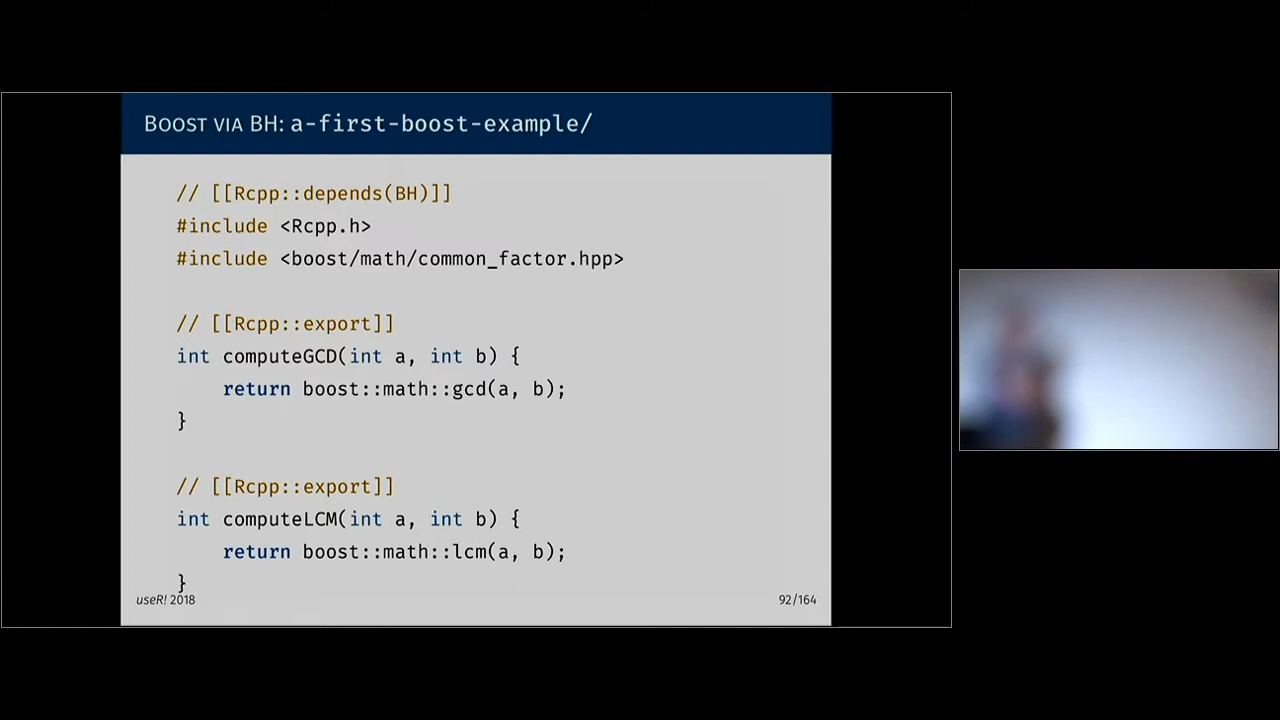 BOOST VIA BH: a-first-boost-example/
// [[Rcpp::depends(BH)]]
#include <Rcpp.h>
#include <boost/math/common_factor.hpp>
// [[Rcpp::export]]
int computeGCD(int a, int b) {
    return boost::math::gcd(a, b);
}
// [[Rcpp::export]]
int computeLCM(int a, int b) {
    return boost::math::lcm(a, b);
}
useR! 2018
92/164